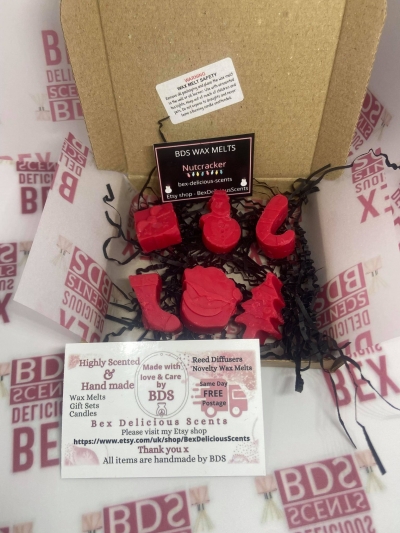 WARNING
WAX MELT SAFETY
BDS WAX MELTS
Nutcracker
bex-delicious-scents
Etsy shop - BexDeliciousScents
Highly Scented
&
Hand made
Wax Melts
Gift Sets
Candles
Made with
love & Care
by
BDS
Reed Diffusers
Novelty Wax Melts
Same Day
FREE
Postage
Bex Delicious Scents
Please visit my Etsy shop
https://www.etsy.com/uk/shop/BexDeliciousScents
Thank you x
All items are handmade by BDS
BEX
DELICIOUS
SCENTS
BDS